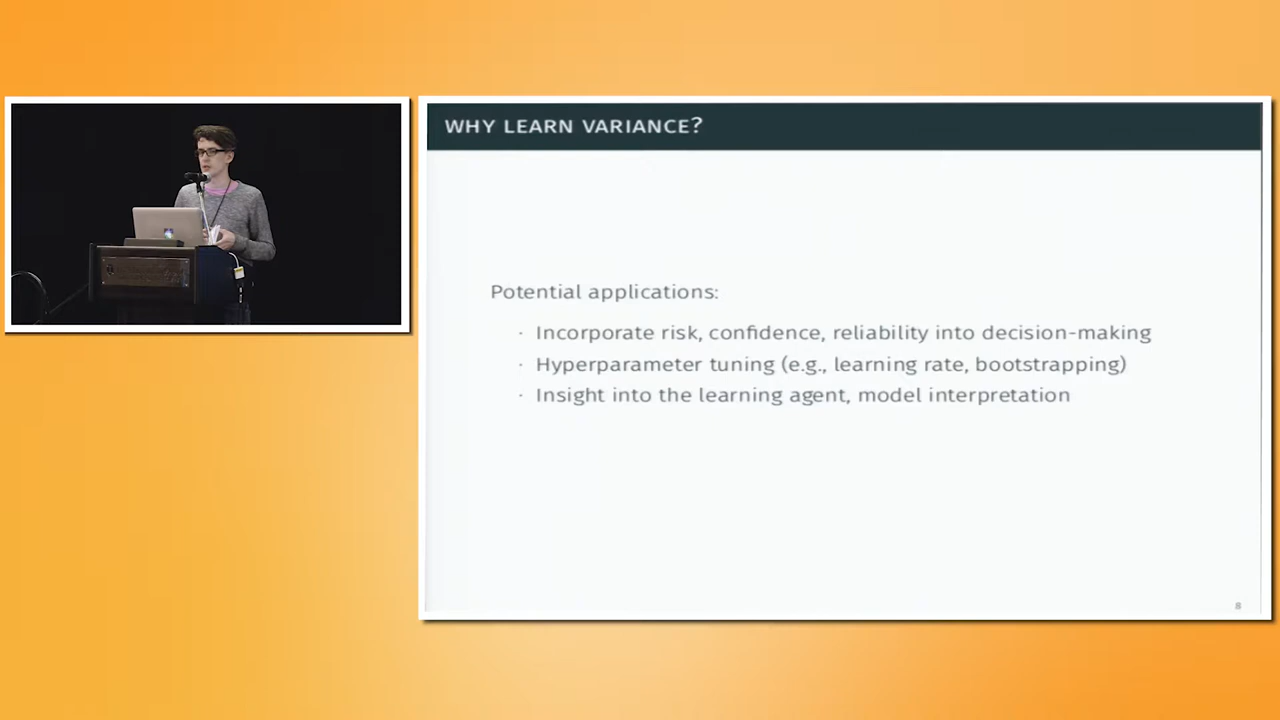 WHY LEARN VARIANCE?
Potential applications:
· Incorporate risk, confidence, reliability into decision-making
· Hyperparameter tuning (e.g., learning rate, bootstrapping)
· Insight into the learning agent, model interpretation
8